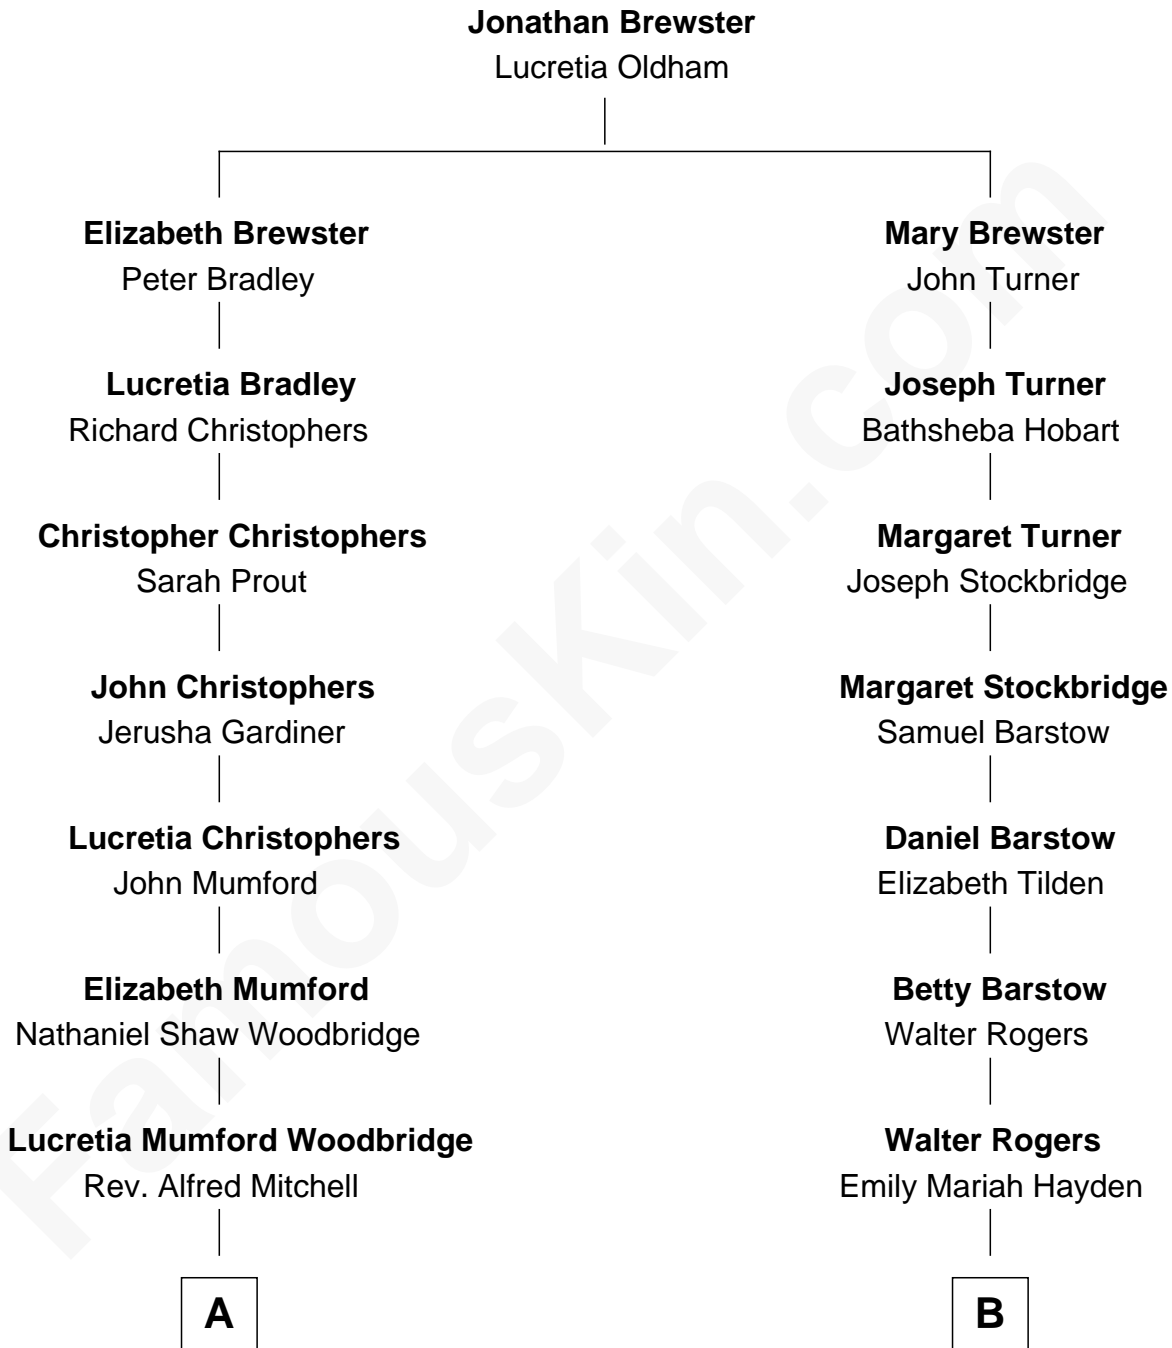 Jonathan Brewster
Lucretia Oldham
Elizabeth Brewster
Peter Bradley
Lucretia Bradley
Richard Christophers
Christopher Christophers
Sarah Prout
John Christophers
Jerusha Gardiner
Lucretia Christophers
John Mumford
Elizabeth Mumford
Nathaniel Shaw Woodbridge
Lucretia Mumford Woodbridge
Rev. Alfred Mitchell
A
Mary Brewster
John Turner
Joseph Turner
Bathsheba Hobart
Margaret Turner
Joseph Stockbridge
Margaret Stockbridge
Samuel Barstow
Daniel Barstow
Elizabeth Tilden
Betty Barstow
Walter Rogers
Walter Rogers
Emily Mariah Hayden
B
FamousKin.com